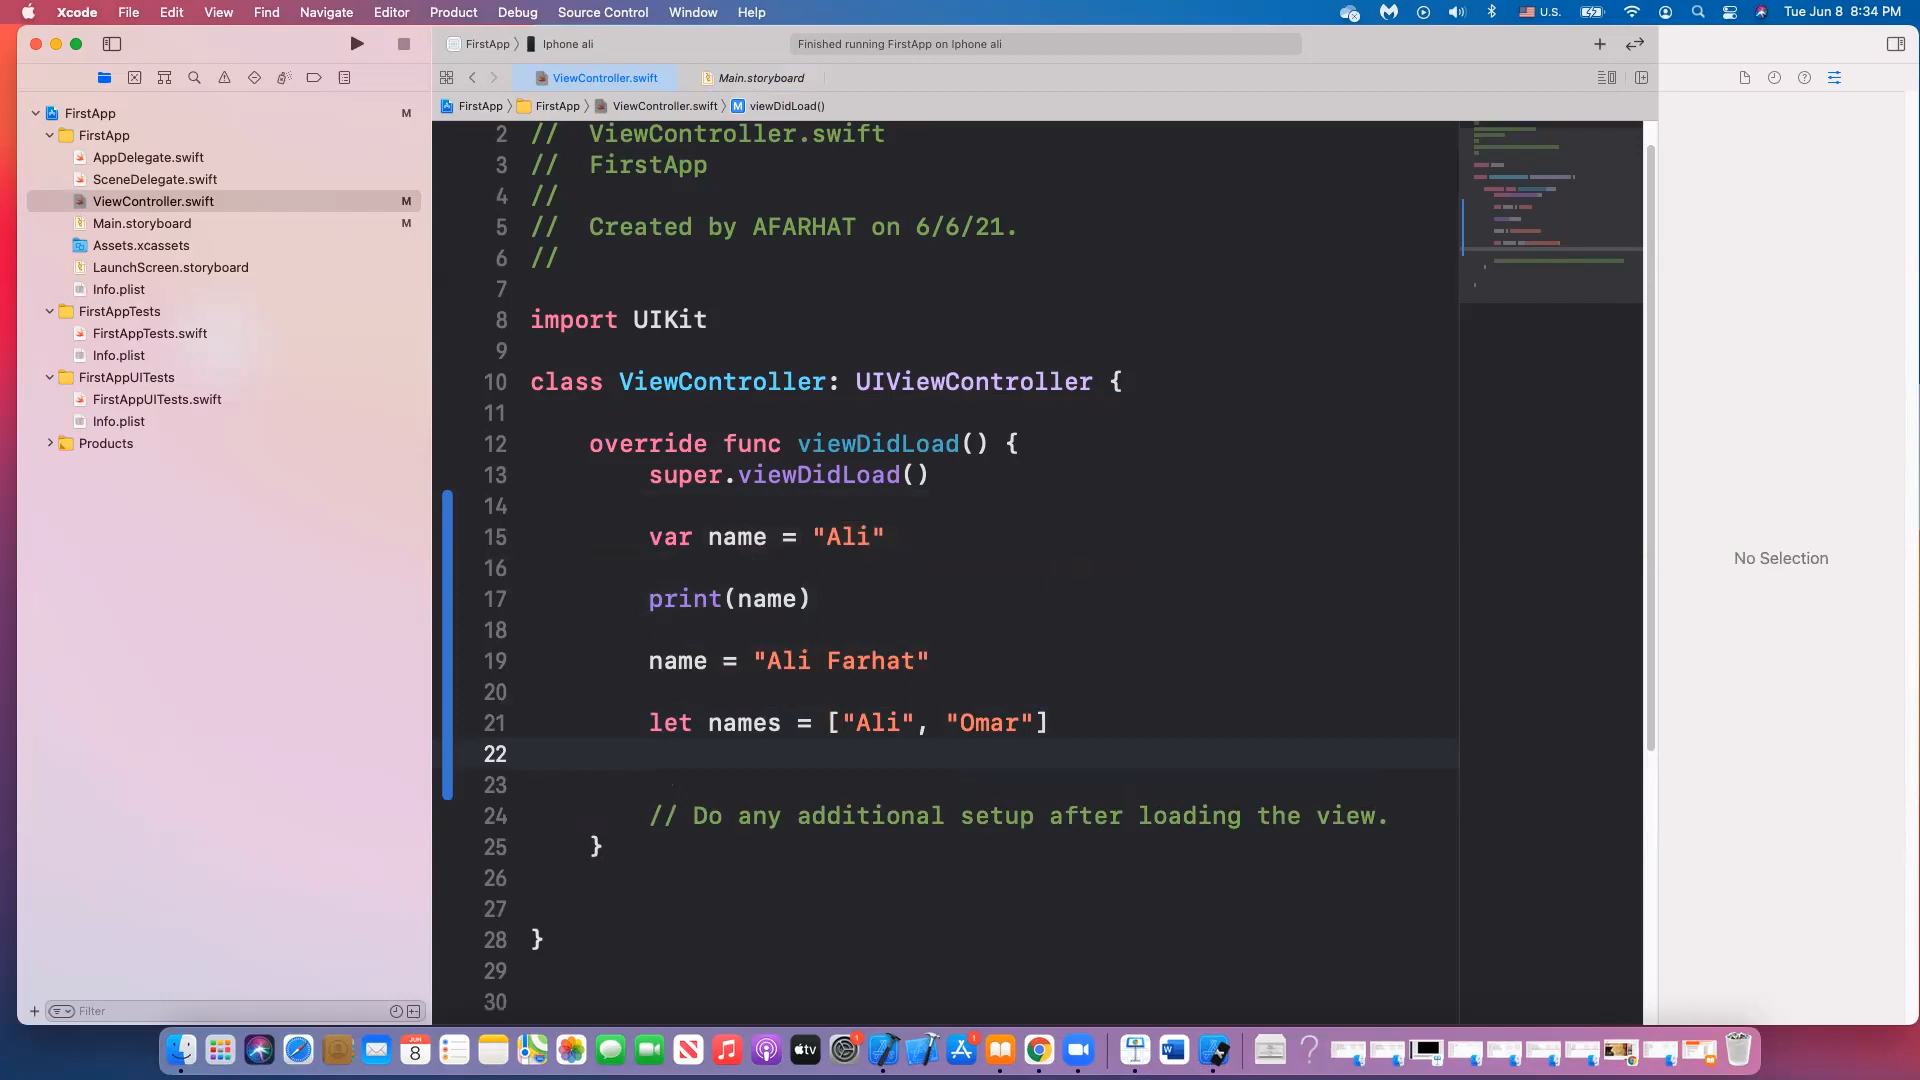 Xcode File Edit View Find Navigate Editor Product Debug Source Control Window Help U.S. Tue Jun 8 8:34 PM
FirstApp Iphone ali Finished running FirstApp on Iphone ali
ViewController.swift Main.storyboard
FirstApp FirstApp ViewController.swift M viewDidLoad()
FirstApp M
FirstApp
AppDelegate.swift
SceneDelegate.swift
ViewController.swift M
Main.storyboard M
Assets.xcassets
LaunchScreen.storyboard
Info.plist
FirstAppTests
FirstAppTests.swift
Info.plist
FirstAppUITests
FirstAppUITests.swift
Info.plist
Products
Filter
2 // ViewController.swift
3 // FirstApp
4 //
5 // Created by AFARHAT on 6/6/21.
6 //
7
8 import UIKit
9
10 class ViewController: UIViewController {
11
12 override func viewDidLoad() {
13 super.viewDidLoad()
14
15 var name = "Ali"
16
17 print(name)
18
19 name = "Ali Farhat"
20
21 let names = ["Ali", "Omar"]
22
23
24 // Do any additional setup after loading the view.
25 }
26
27
28 }
29
30
No Selection
JUN
8
tv
1
1